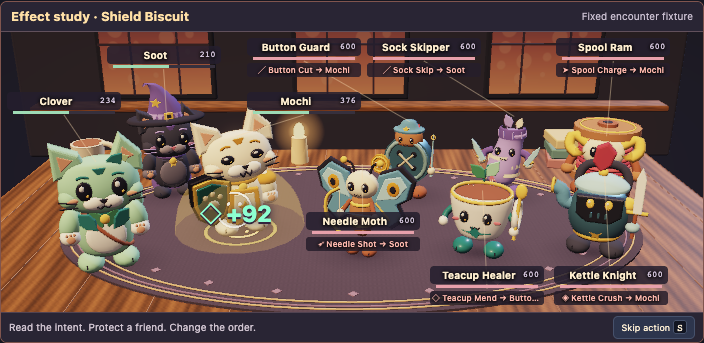 Effect study · Shield Biscuit
Fixed encounter fixture
Soot 210
Button Guard 600
Button Cut → Mochi
Sock Skipper 600
Sock Skip → Soot
Spool Ram 600
Spool Charge → Mochi
Clover 234
Mochi 376
+92
Needle Moth 600
Needle Shot → Soot
Teacup Healer 600
Teacup Mend → Butto...
Kettle Knight 600
Kettle Crush → Mochi
Read the intent. Protect a friend. Change the order.
Skip action S